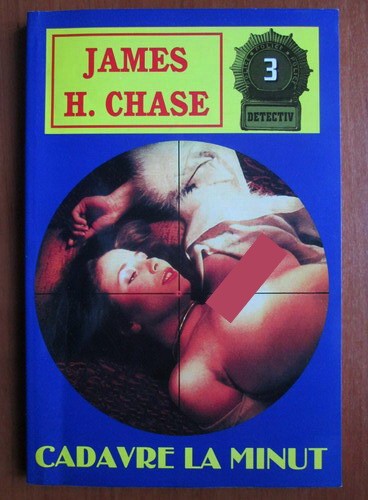 JAMES
H. CHASE
3
DETECTIV
CADAVRE LA MINUT